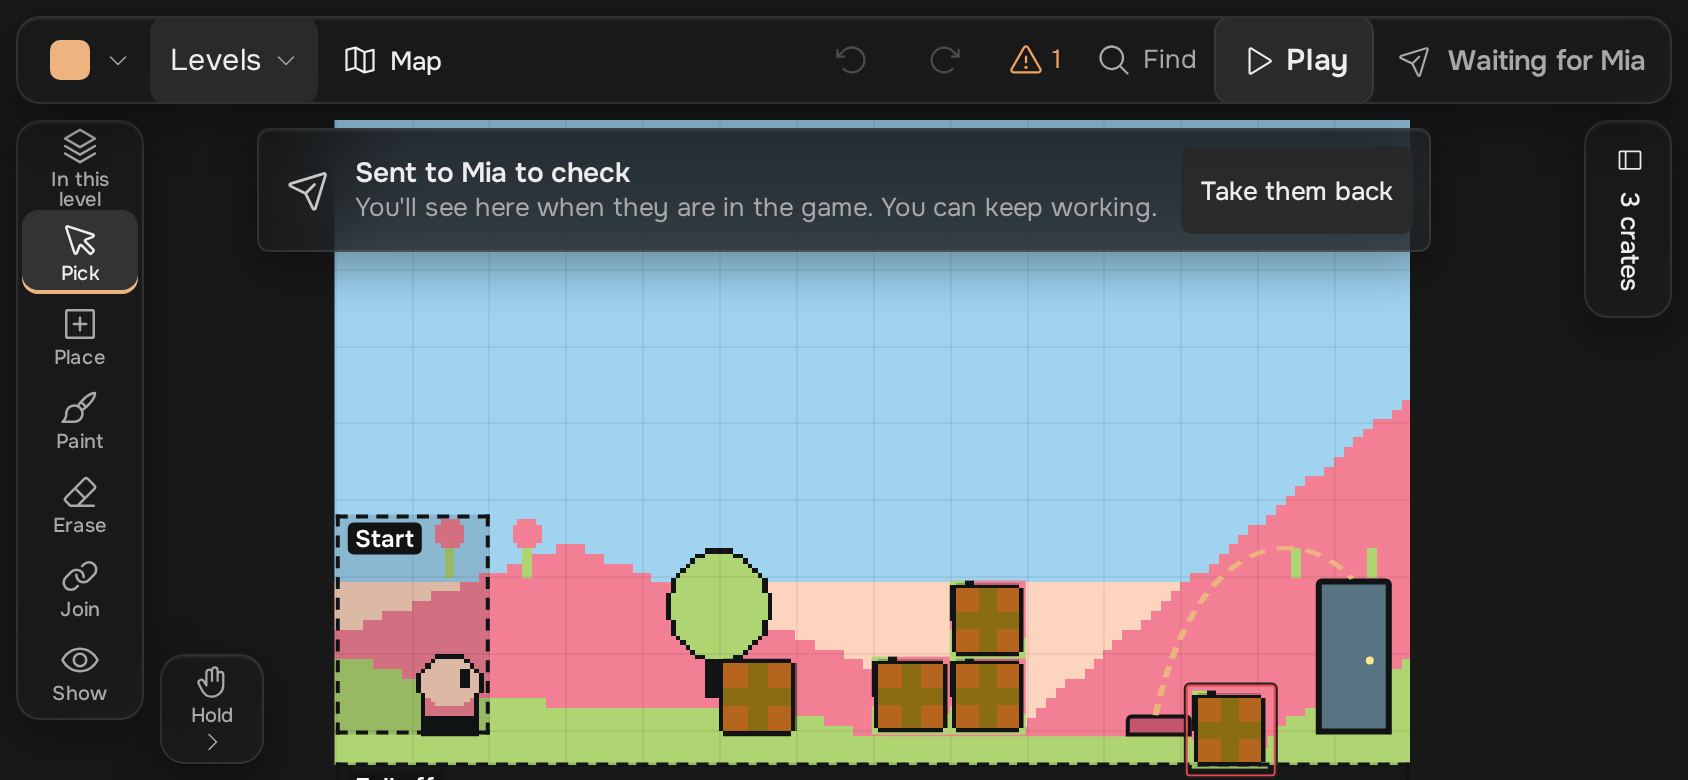 Levels
Map
1
Find
Play
Waiting for Mia
In this
level
Pick
Place
Paint
Erase
Join
Show
Hold
Sent to Mia to check
You'll see here when they are in the game. You can keep working.
Take them back
3 crates
Start